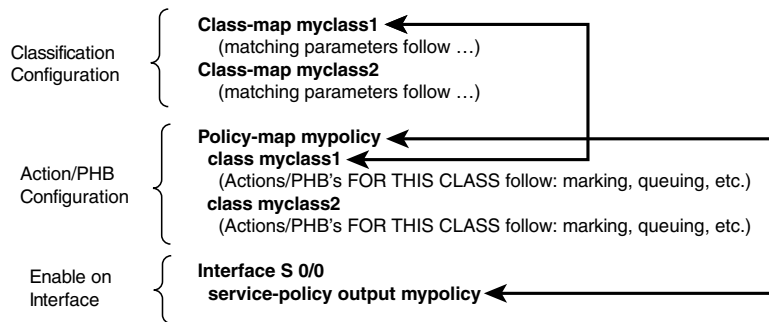 Classification
Configuration
Class-map myclass1
(matching parameters follow …)
Class-map myclass2
(matching parameters follow …)
Action/PHB
Configuration
Policy-map mypolicy
class myclass1
(Actions/PHB's FOR THIS CLASS follow: marking, queuing, etc.)
class myclass2
(Actions/PHB's FOR THIS CLASS follow: marking, queuing, etc.)
Enable on
Interface
Interface S 0/0
service-policy output mypolicy